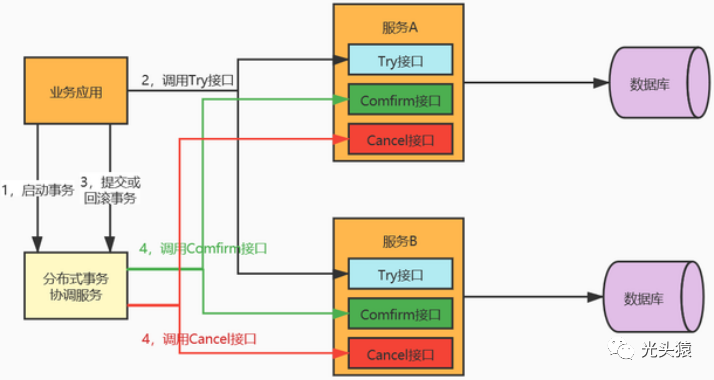 服务A
Try接口
Comfirm接口
Cancel接口
数据库
业务应用
2，调用Try接口
1，启动事务
3，提交或
回滚事务
4，调用Comfirm接口
分布式事务
协调服务
4，调用Cancel接口
服务B
Try接口
Comfirm接口
Cancel接口
数据库
光头猿